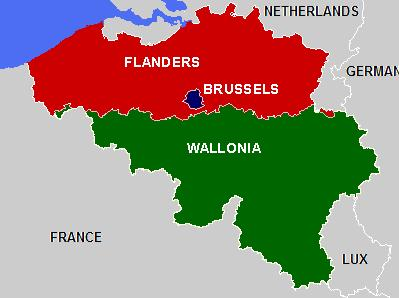 NETHERLANDS
FLANDERS
GERMAN
BRUSSELS
WALLONIA
FRANCE
LUX